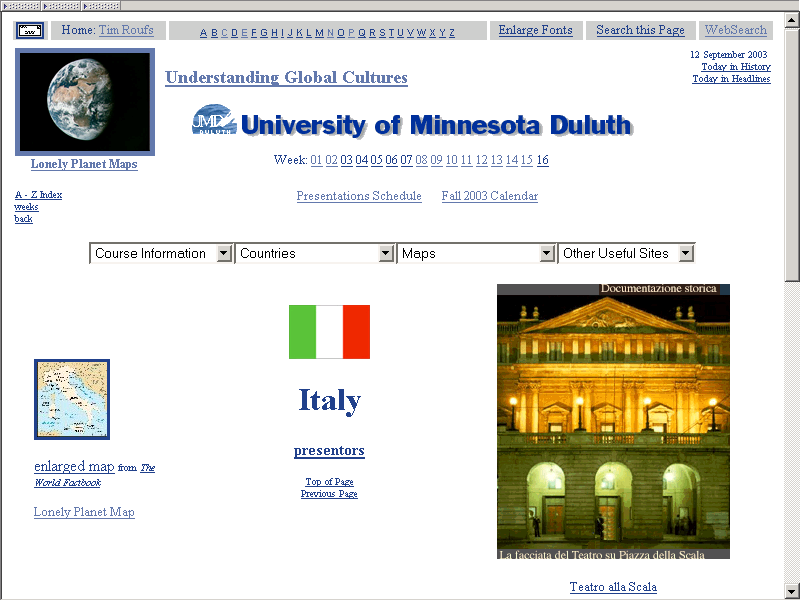 Home: Tim Roufs
A B C D E F G H I J K L M N O P Q R S T U V W X Y Z
Enlarge Fonts
Search this Page
WebSearch
12 September 2003
Today in History
Today in Headlines
Understanding Global Cultures
UMD
DULUTH
University of Minnesota Duluth
Lonely Planet Maps
Week: 01 02 03 04 05 06 07 08 09 10 11 12 13 14 15 16
A - Z Index
weeks
back
Presentations Schedule
Fall 2003 Calendar
Course Information
Countries
Maps
Other Useful Sites
Documentazione storica
Italy
presentors
Top of Page
Previous Page
enlarged map from The
World Factbook
Lonely Planet Map
La facciata del Teatro su Piazza della Scala
Teatro alla Scala